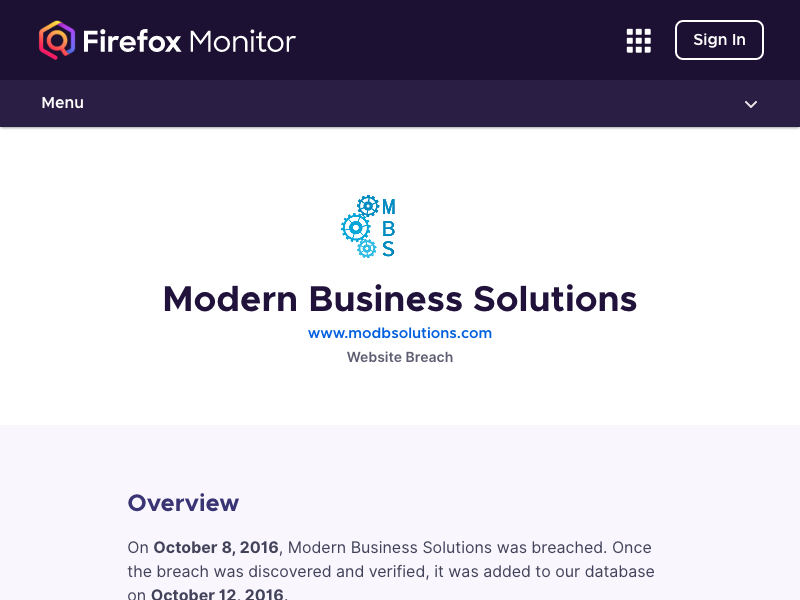 Firefox Monitor
Sign In
Menu
M
B
S
Modern Business Solutions
www.modbsolutions.com
Website Breach
Overview
On October 8, 2016, Modern Business Solutions was breached. Once
the breach was discovered and verified, it was added to our database
on October 12, 2016.